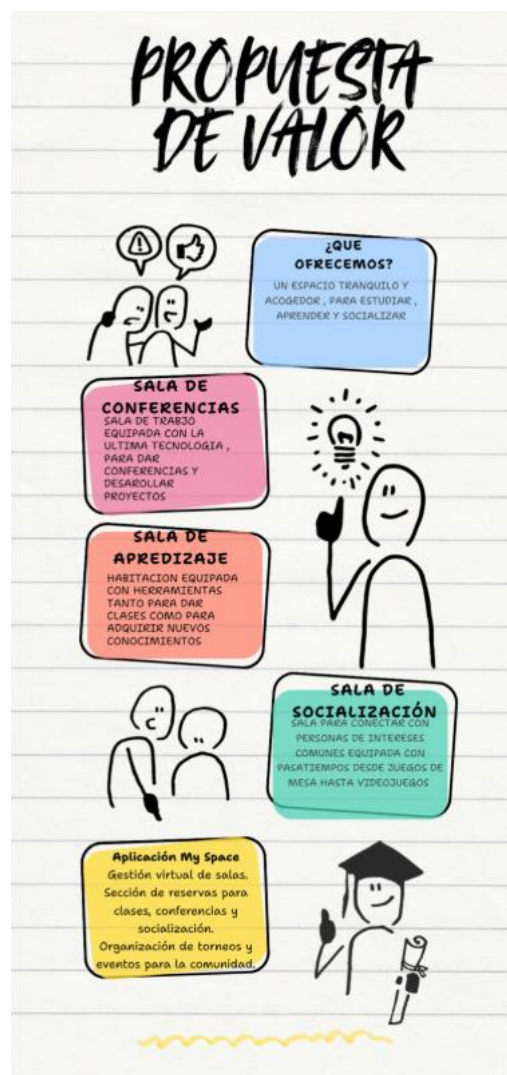 PROPUESTA
DE VALOR
¿QUE
OFRECEMOS?
UN ESPACIO TRANQUILO Y
ACOGEDOR , PARA ESTUDIAR ,
APRENDER Y SOCIALIZAR
SALA DE
CONFERENCIAS
SALA DE TRABJO
EQUIPADA CON LA
ULTIMA TECNOLOGIA ,
PARA DAR
CONFERENCIAS Y
DESAROLLAR
PROYECTOS
SALA DE
APREDIZAJE
HABITACION EQUIPADA
CON HERRAMIENTAS
TANTO PARA DAR
CLASES COMO PARA
ADQUIRIR NUEVOS
CONOCIMIENTOS
SALA DE
SOCIALIZACIÓN
SALA PARA CONECTAR CON
PERSONAS DE INTERESES
COMUNES EQUIPADA CON
PASATIEMPOS DESDE JUEGOS DE
MESA HASTA VIDEOJUEGOS
Aplicación My Space
Gestión virtual de salas.
Sección de reservas para
clases, conferencias y
socialización.
Organización de torneos y
eventos para la comunidad.